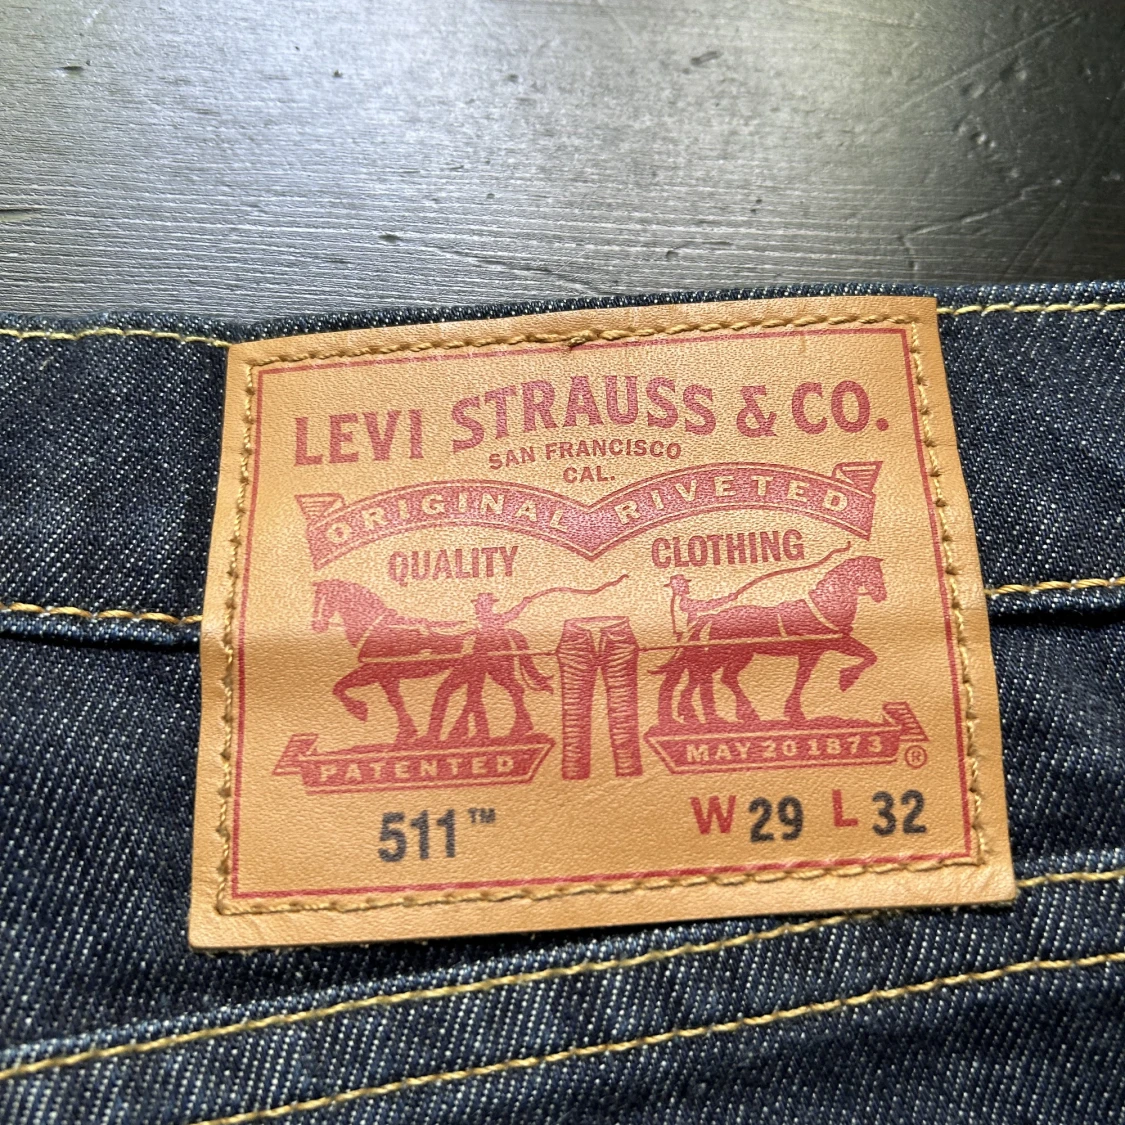 LEVI STRAUSS & CO.
SAN FRANCISCO
CAL.
ORIGINAL RIVETED
QUALITY CLOTHING
PATENTED MAY 20 1873 ®
511™ W 29 L 32